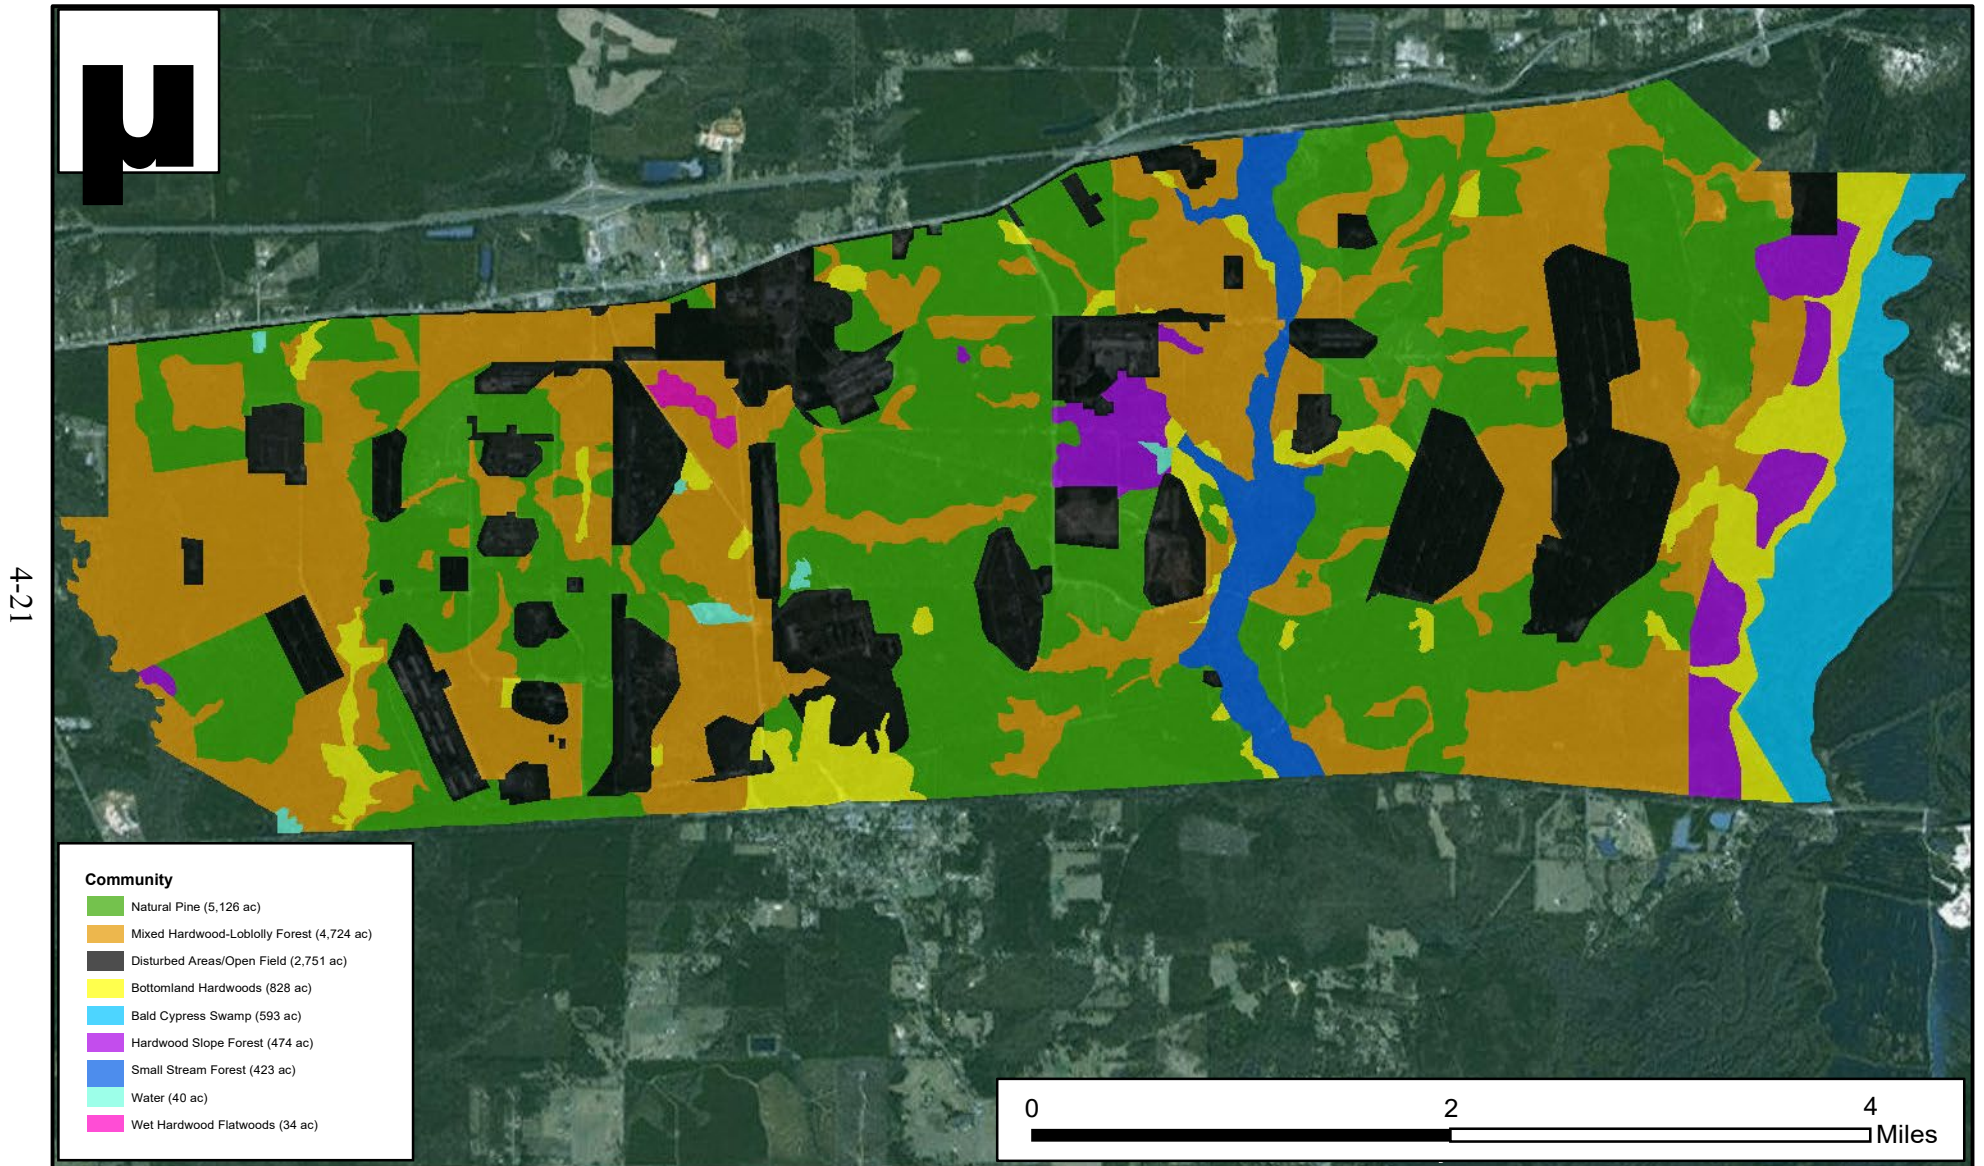 µ
4-21
Community
Natural Pine (5,126 ac)
Mixed Hardwood-Loblolly Forest (4,724 ac)
Disturbed Areas/Open Field (2,751 ac)
Bottomland Hardwoods (828 ac)
Bald Cypress Swamp (593 ac)
Hardwood Slope Forest (474 ac)
Small Stream Forest (423 ac)
Water (40 ac)
Wet Hardwood Flatwoods (34 ac)
0 2 4
Miles